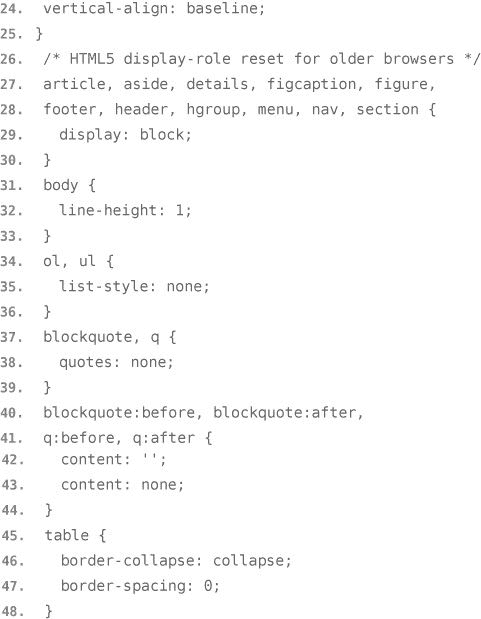 24. vertical-align: baseline;
25. }
26. /* HTML5 display-role reset for older browsers */
27. article, aside, details, figcaption, figure,
28. footer, header, hgroup, menu, nav, section {
29. display: block;
30. }
31. body {
32. line-height: 1;
33. }
34. ol, ul {
35. list-style: none;
36. }
37. blockquote, q {
38. quotes: none;
39. }
40. blockquote:before, blockquote:after,
41. q:before, q:after {
42. content: '';
43. content: none;
44. }
45. table {
46. border-collapse: collapse;
47. border-spacing: 0;
48. }